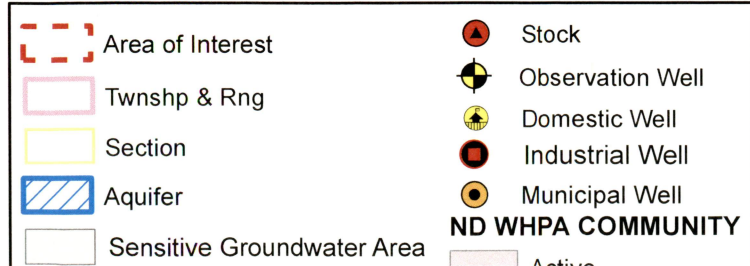 Area of Interest
Twnshp & Rng
Section
Aquifer
Sensitive Groundwater Area
Stock
Observation Well
Domestic Well
Industrial Well
Municipal Well
ND WHPA COMMUNITY
Active